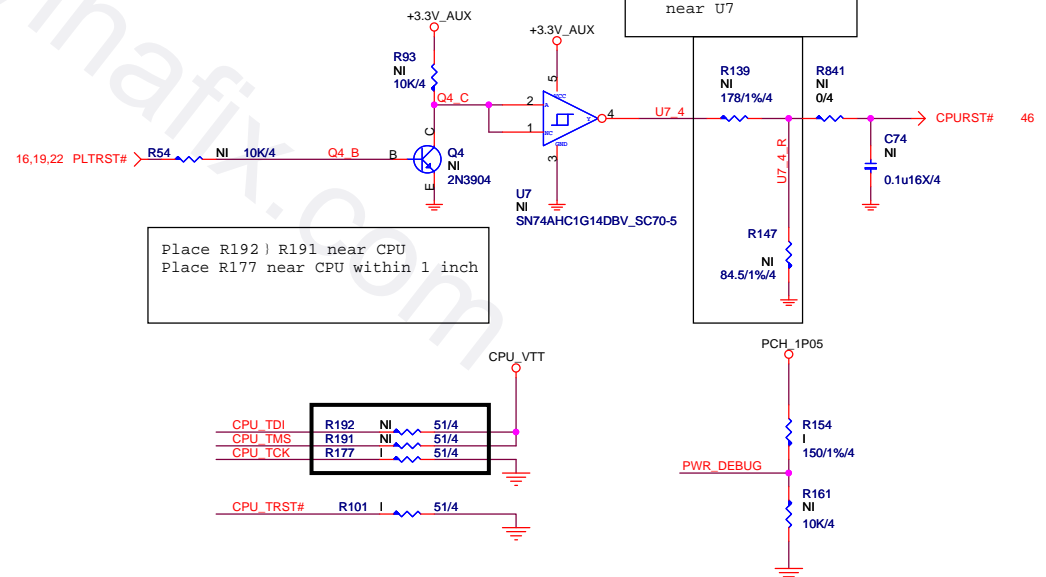 near U7
+3.3V_AUX
+3.3V_AUX
R93
NI
10K/4
Q4_C
5
VCC
2
A
1
NC
Y
4
GND
3
U7_4
R139
NI
178/1%/4
R841
NI
0/4
CPURST#
46
C74
NI
0.1u16X/4
16,19,22
PLTRST#
R54
NI
10K/4
Q4_B
B
C
E
Q4
NI
2N3904
U7
NI
SN74AHC1G14DBV_SC70-5
U7_4_R
R147
NI
84.5/1%/4
Place R192 } R191 near CPU
Place R177 near CPU within 1 inch
CPU_VTT
CPU_TDI
R192
NI
51/4
CPU_TMS
R191
NI
51/4
CPU_TCK
R177
I
51/4
CPU_TRST#
R101
I
51/4
PCH_1P05
R154
I
150/1%/4
PWR_DEBUG
R161
NI
10K/4